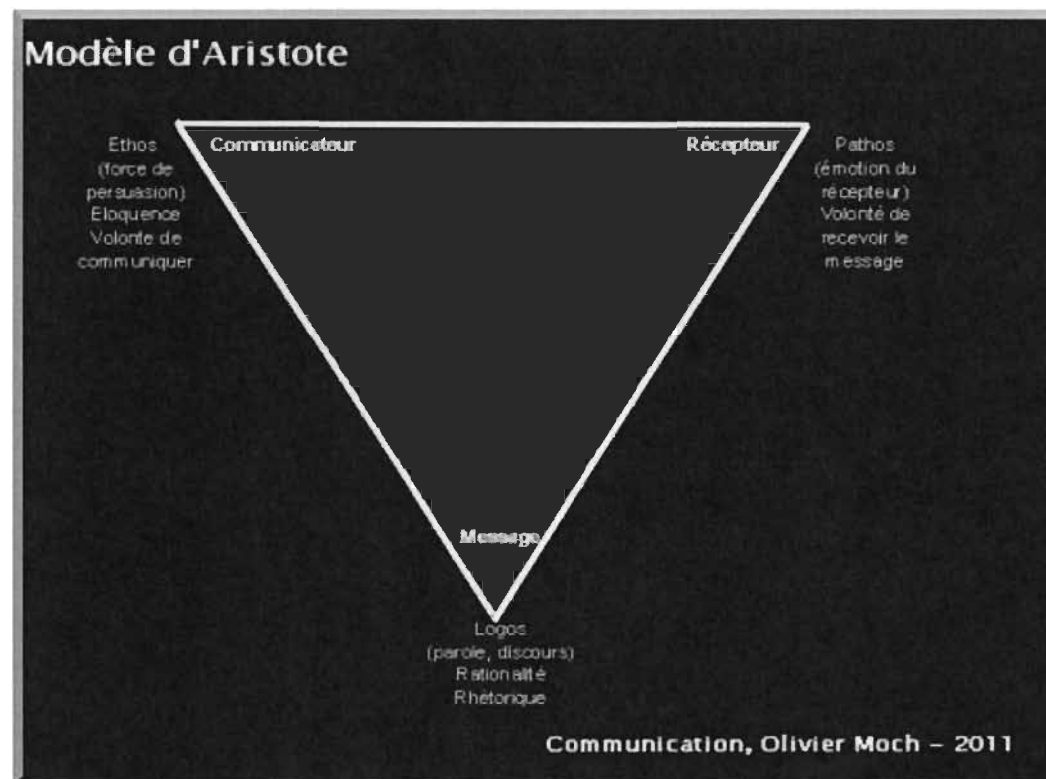 Modèle d'Aristote
Ethos
(force de
persuasion)
Eloquence
Volonte de
communiquer
Communicateur
Récepteur
Pathos
(émotion du
récepteur)
Volonté de
recevoir le
message
Message
Logos
(parole, discours)
Rationalité
Rhétorique
Communication, Olivier Moch – 2011